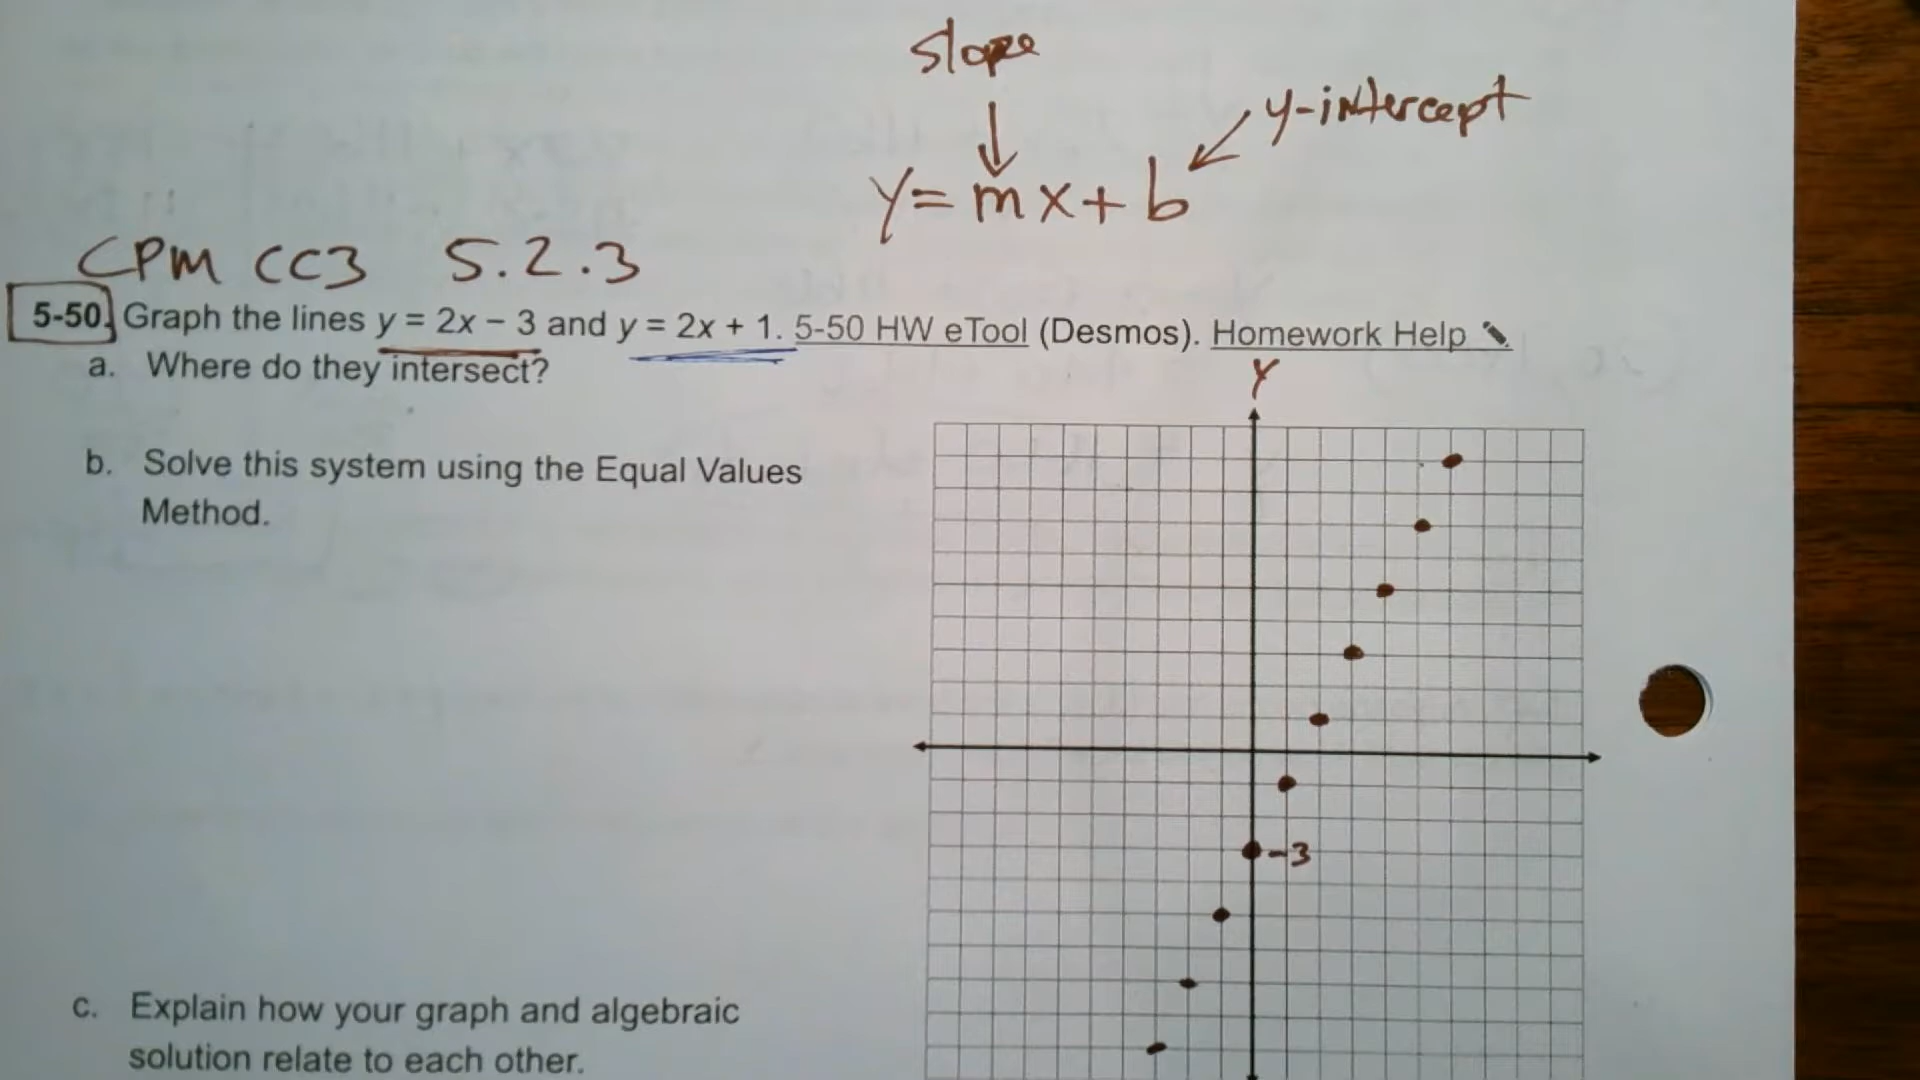 slope
y-intercept
y = mx + b
CPM CC3 5.2.3
5-50. Graph the lines y = 2x − 3 and y = 2x + 1. 5-50 HW eTool (Desmos). Homework Help ✎
a. Where do they intersect?
Y
b. Solve this system using the Equal Values
Method.
-3
c. Explain how your graph and algebraic
solution relate to each other.